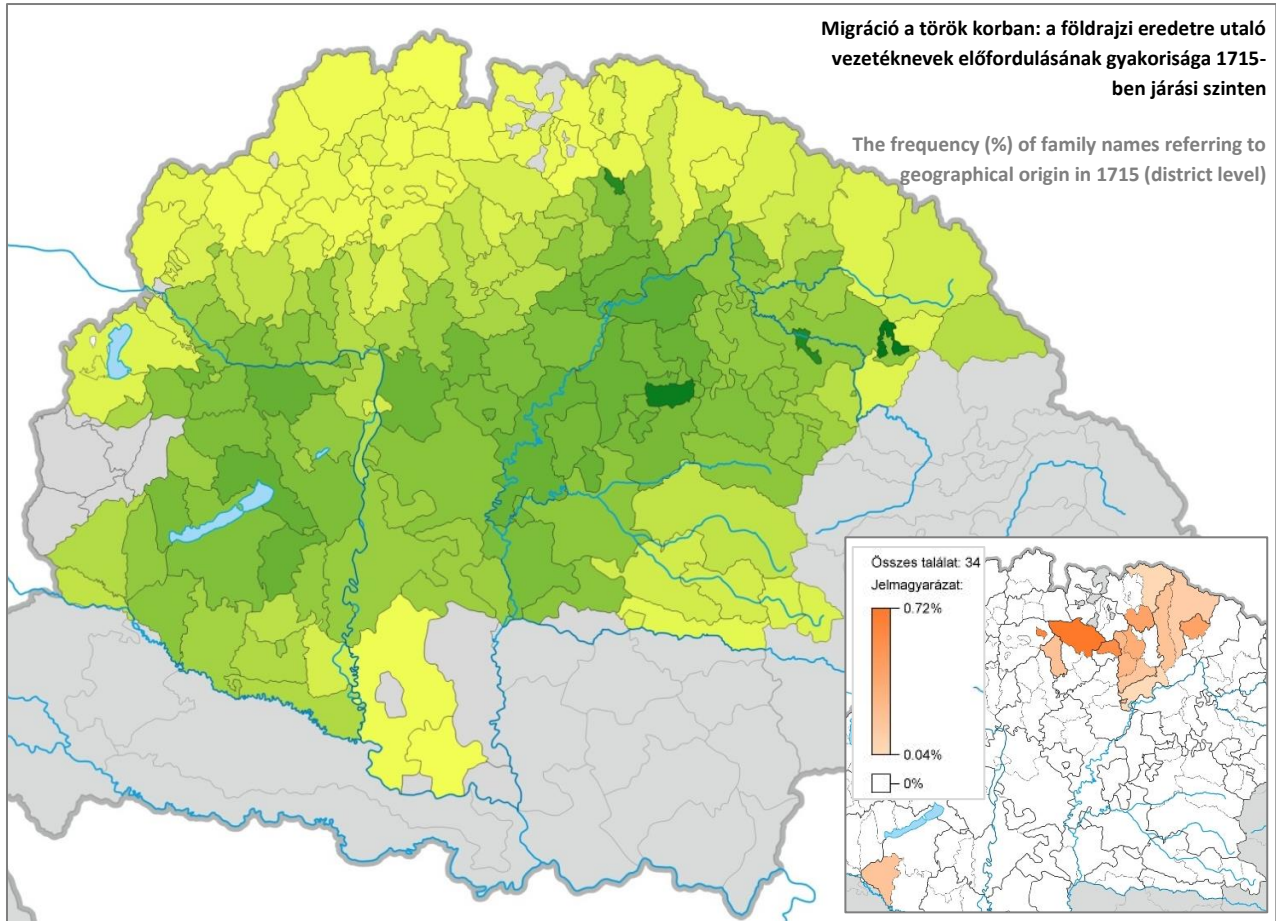 Migráció a török korban: a földrajzi eredetre utaló
vezetéknevek előfordulásának gyakorisága 1715-
ben járási szinten
The frequency (%) of family names referring to
geographical origin in 1715 (district level)
Összes találat: 34
Jelmagyarázat:
0.72%
0.04%
0%